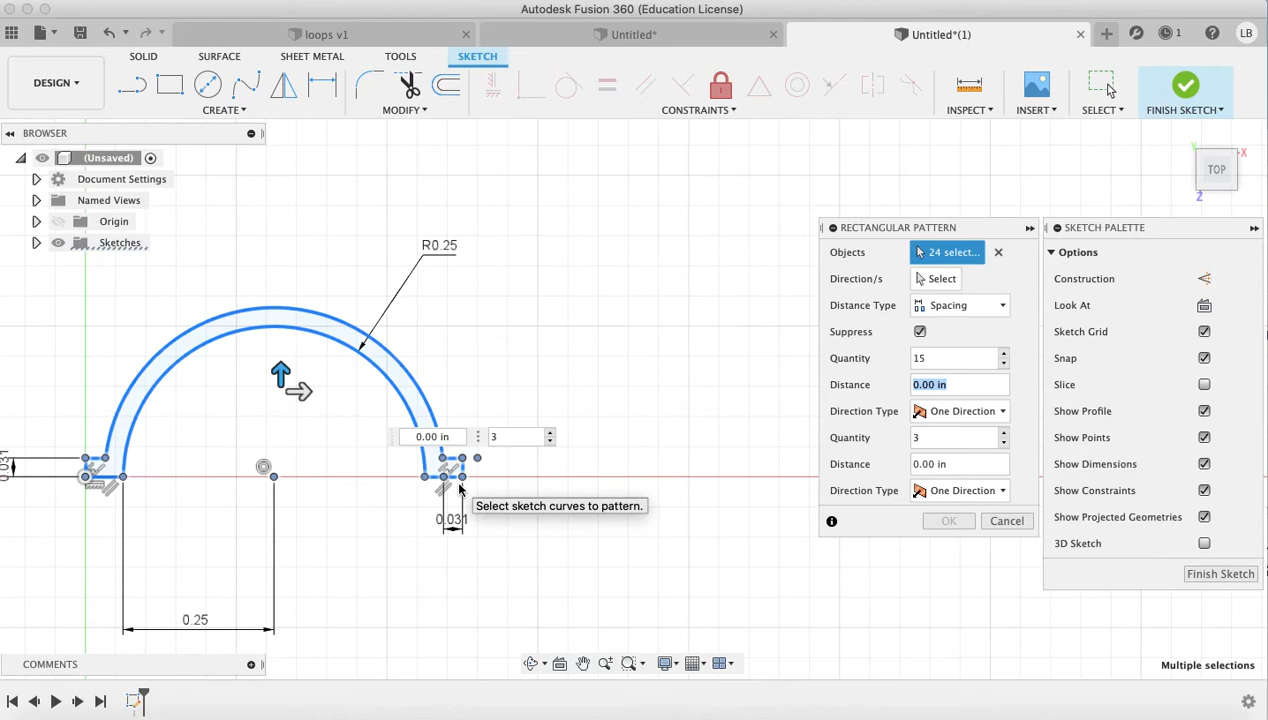 Autodesk Fusion 360 (Education License)
loops v1
Untitled*
Untitled*(1)
1
LB
DESIGN
SOLID
SURFACE
SHEET METAL
TOOLS
SKETCH
CREATE
MODIFY
CONSTRAINTS
INSPECT
INSERT
SELECT
FINISH SKETCH
BROWSER
(Unsaved)
Document Settings
Named Views
Origin
Sketches
TOP
X
Y
Z
R0.25
0.00 in
3
0.031
Select sketch curves to pattern.
0.031
0.25
RECTANGULAR PATTERN
Objects 24 select...
Direction/s Select
Distance Type Spacing
Suppress
Quantity 15
Distance 0.00 in
Direction Type One Direction
Quantity 3
Distance 0.00 in
Direction Type One Direction
OK Cancel
SKETCH PALETTE
Options
Construction
Look At
Sketch Grid
Snap
Slice
Show Profile
Show Points
Show Dimensions
Show Constraints
Show Projected Geometries
3D Sketch
Finish Sketch
COMMENTS
Multiple selections